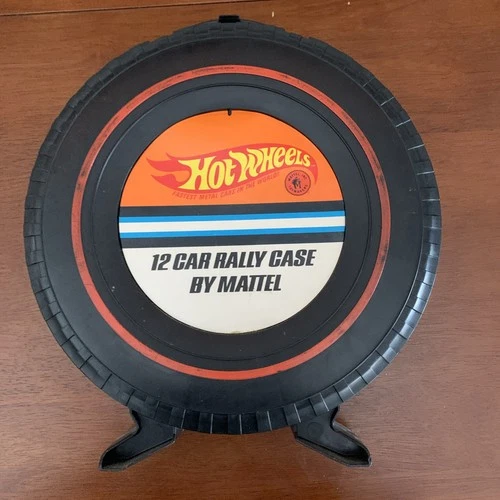 HOT WHEELS
FASTEST METAL CARS IN THE WORLD!
12 CAR RALLY CASE
BY MATTEL